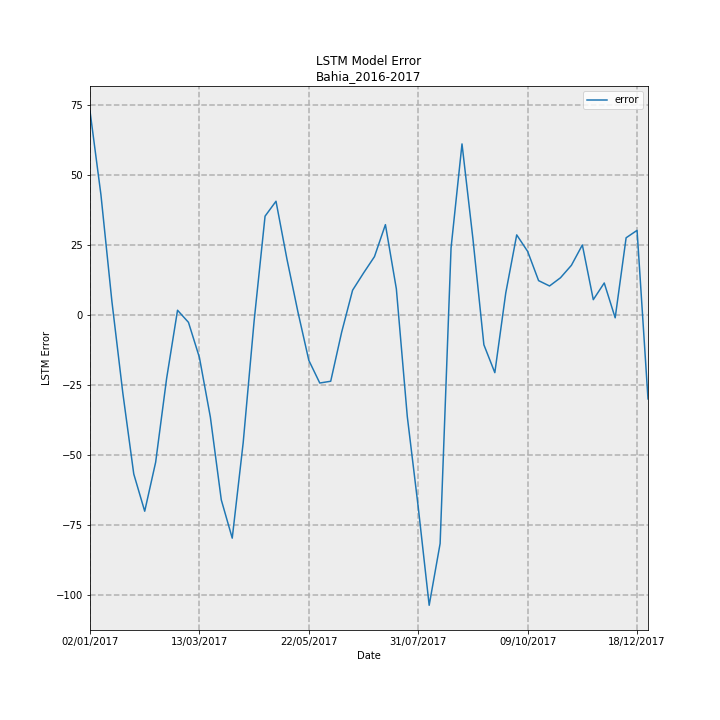 LSTM Model Error
Bahia_2016-2017
error
75
50
25
0
−25
−50
−75
−100
LSTM Error
02/01/2017
13/03/2017
22/05/2017
31/07/2017
09/10/2017
18/12/2017
Date